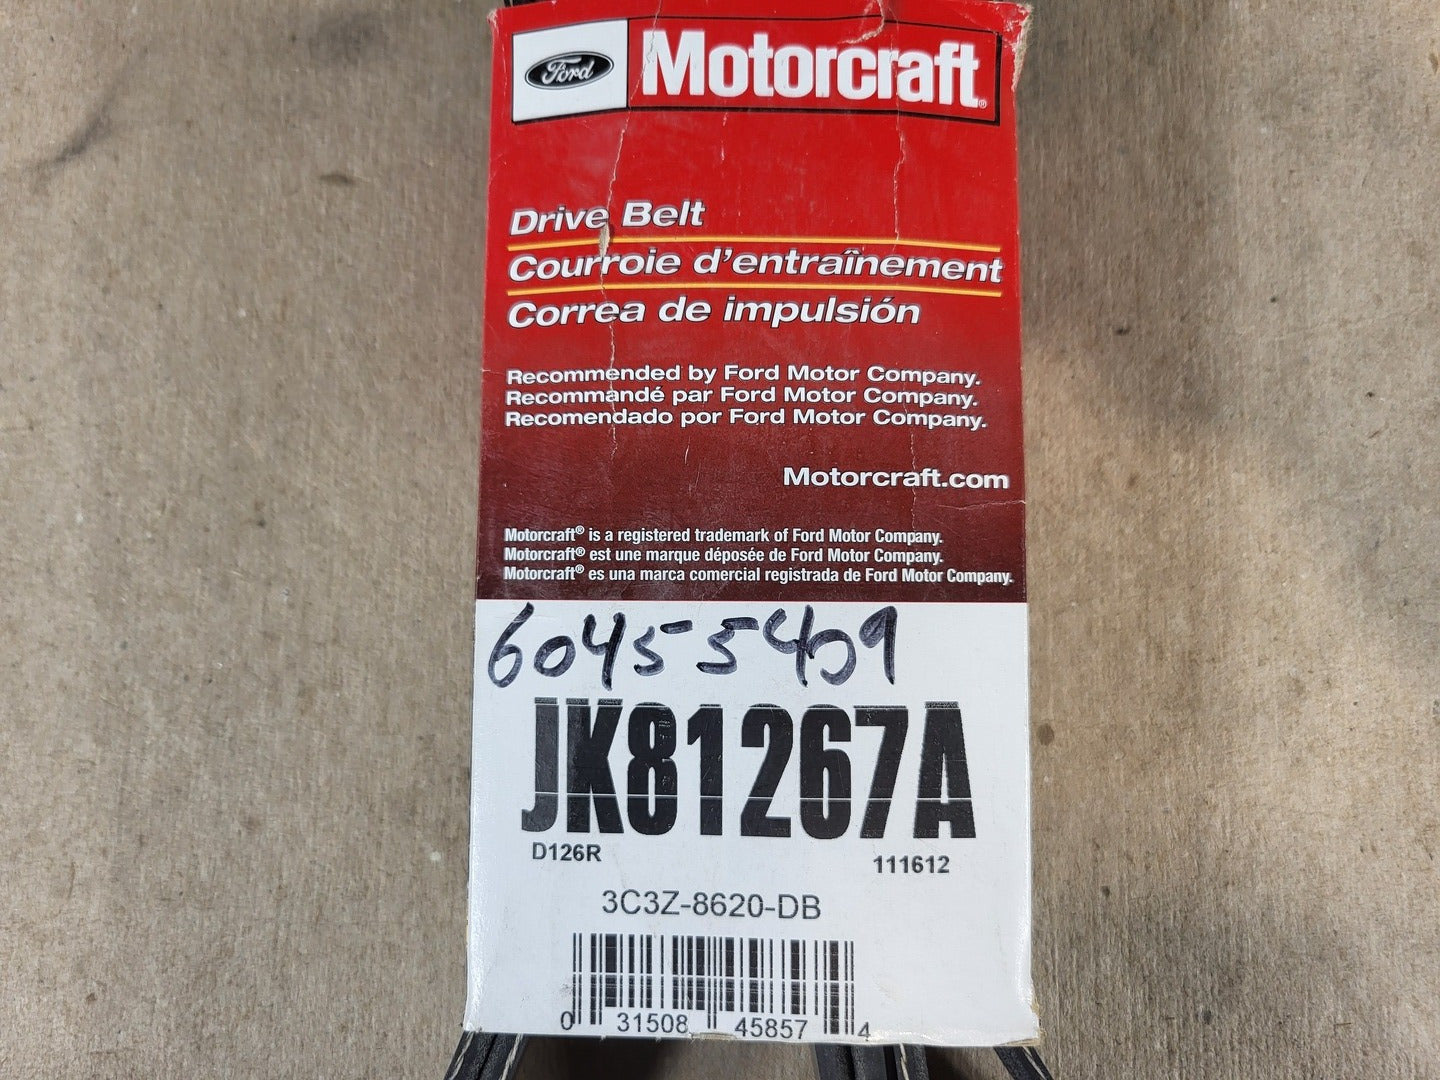 Ford Motorcraft®
Drive Belt
Courroie d'entraînement
Correa de impulsión
Recommended by Ford Motor Company.
Recommandé par Ford Motor Company.
Recomendado por Ford Motor Company.
Motorcraft.com
Motorcraft® is a registered trademark of Ford Motor Company.
Motorcraft® est une marque déposée de Ford Motor Company.
Motorcraft® es una marca comercial registrada de Ford Motor Company.
60455409
JK81267A
D126R 111612
3C3Z-8620-DB
0 31508 45857 4